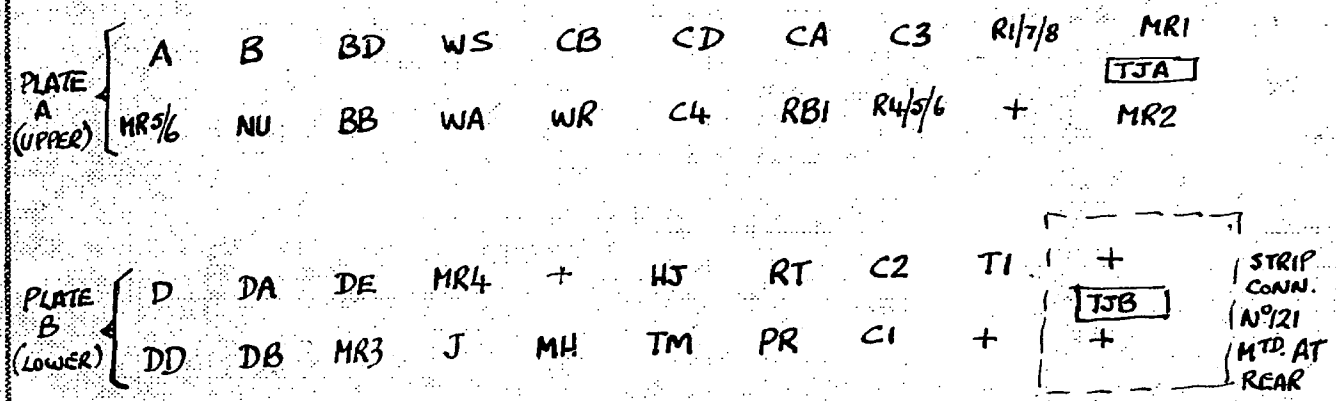 A B BD WS CB CD CA C3 R1/7/8 MR1
PLATE
A
(UPPER)
TJA
MR5/6 NU BB WA WR C4 RB1 R4/5/6 + MR2
D DA DE MR4 + HJ RT C2 T1 +
PLATE
B
(LOWER)
TJB
DD DB MR3 J MH TM PR C1 + +
STRIP
CONN.
Nº121
MTD. AT
REAR